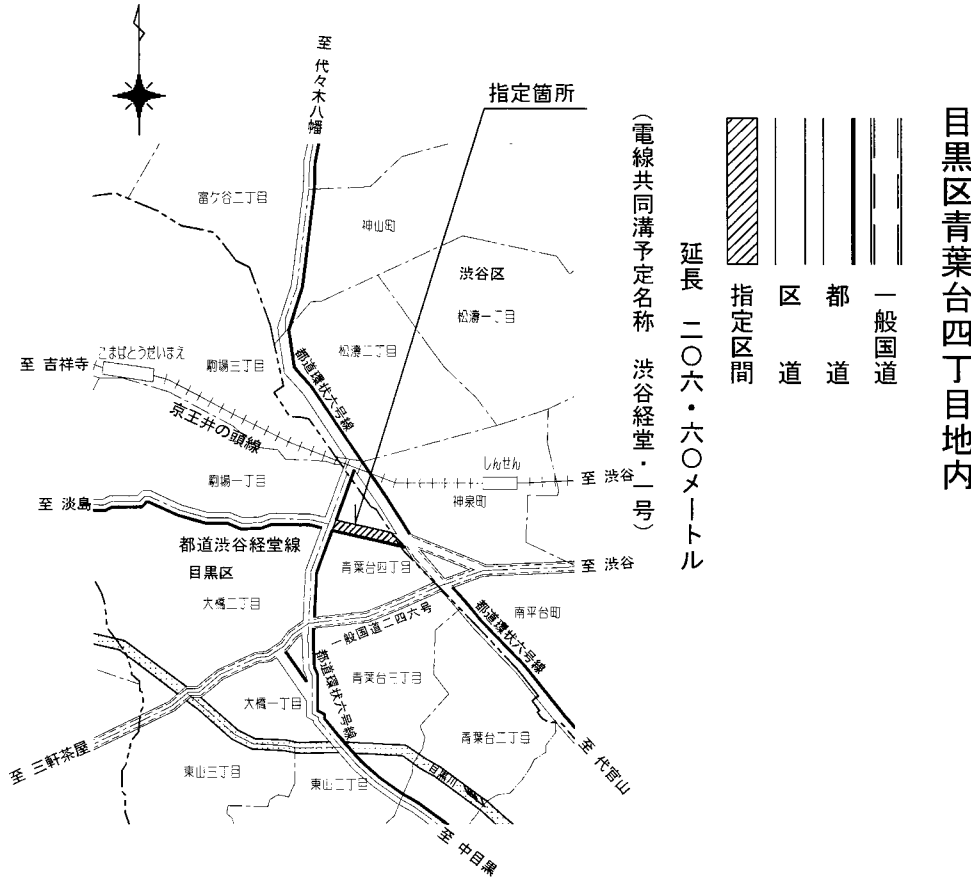 目黒区青葉台四丁目地内
一般国道
都道
区道
指定区間
延長 二〇六・六〇メートル
(電線共同溝予定名称 渋谷経堂・一号)
指定箇所
至 代々木八幡
富ケ谷二丁目
神山町
渋谷区
松濤一丁目
松濤二丁目
こまばとうだいまえ
至 吉祥寺
駒場三丁目
都道環状六号線
京王井の頭線
しんせん
至 渋谷
神泉町
駒場一丁目
至 淡島
都道渋谷経堂線
目黒区
青葉台四丁目
至 渋谷
大橋二丁目
一般国道二四六号
都道環状六号線
南平台町
都道環状六号線
青葉台三丁目
大橋一丁目
青葉台二丁目
至 三軒茶屋
東山三丁目
東山二丁目
目黒川
至 代官山
至 中目黒